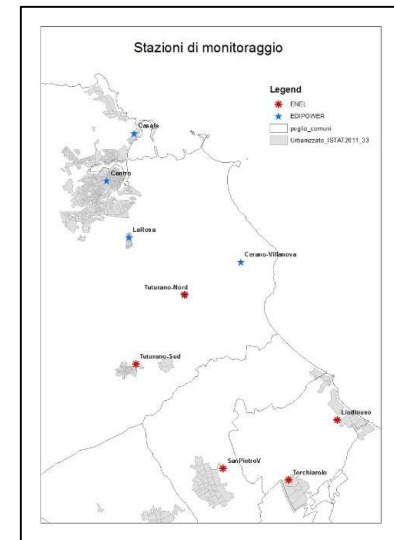 Stazioni di monitoraggio
Legend
ENEL
EDIPOWER
puglia_comuni
Urbanizzato_ISTAT2011_33
Casale
Centro
LaRosa
Cerano-Villanova
Tuturano-Nord
Tuturano-Sud
Lindinuso
SanPietroV
Torchiarolo